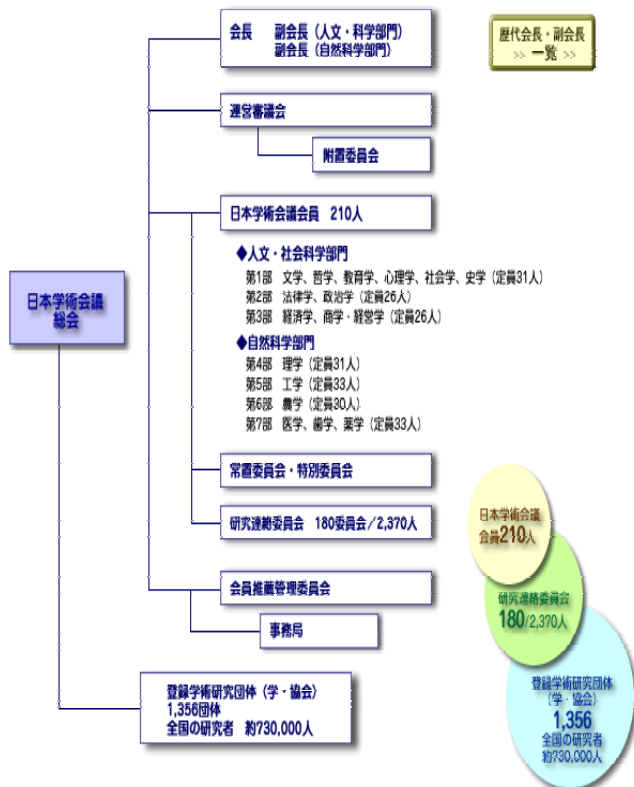 会長 副会長（人文・科学部門）
副会長（自然科学部門）
歴代会長・副会長
>> 一覧 >>
運営審議会
附置委員会
日本学術会議会員 210人
◆人文・社会科学部門
第1部 文学、哲学、教育学、心理学、社会学、史学（定員31人）
第2部 法律学、政治学（定員26人）
第3部 経済学、商学・経営学（定員26人）
◆自然科学部門
第4部 理学（定員31人）
第5部 工学（定員33人）
第6部 農学（定員30人）
第7部 医学、歯学、薬学（定員33人）
日本学術会議
総会
常置委員会・特別委員会
研究連絡委員会 180委員会/2,370人
会員推薦管理委員会
事務局
登録学術研究団体（学・協会）
1,356団体
全国の研究者 約730,000人
日本学術会議
会員210人
研究連絡委員会
180/2,370人
登録学術研究団体
（学・協会）
1,356
全国の研究者
約730,000人